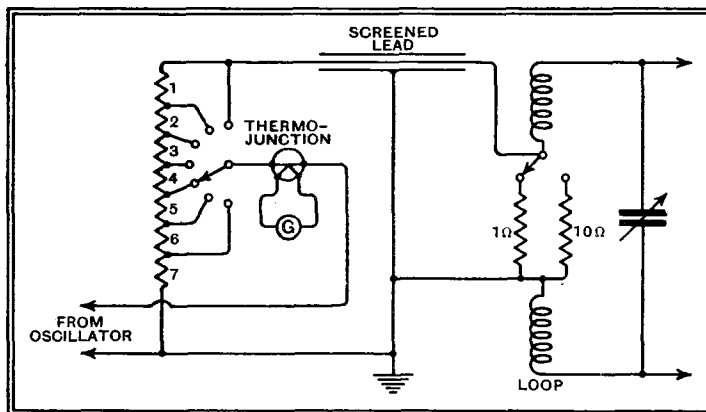 SCREENED
LEAD
1
2
THERMO-
JUNCTION
3
4
5
G
1Ω
10Ω
6
7
FROM
OSCILLATOR
LOOP